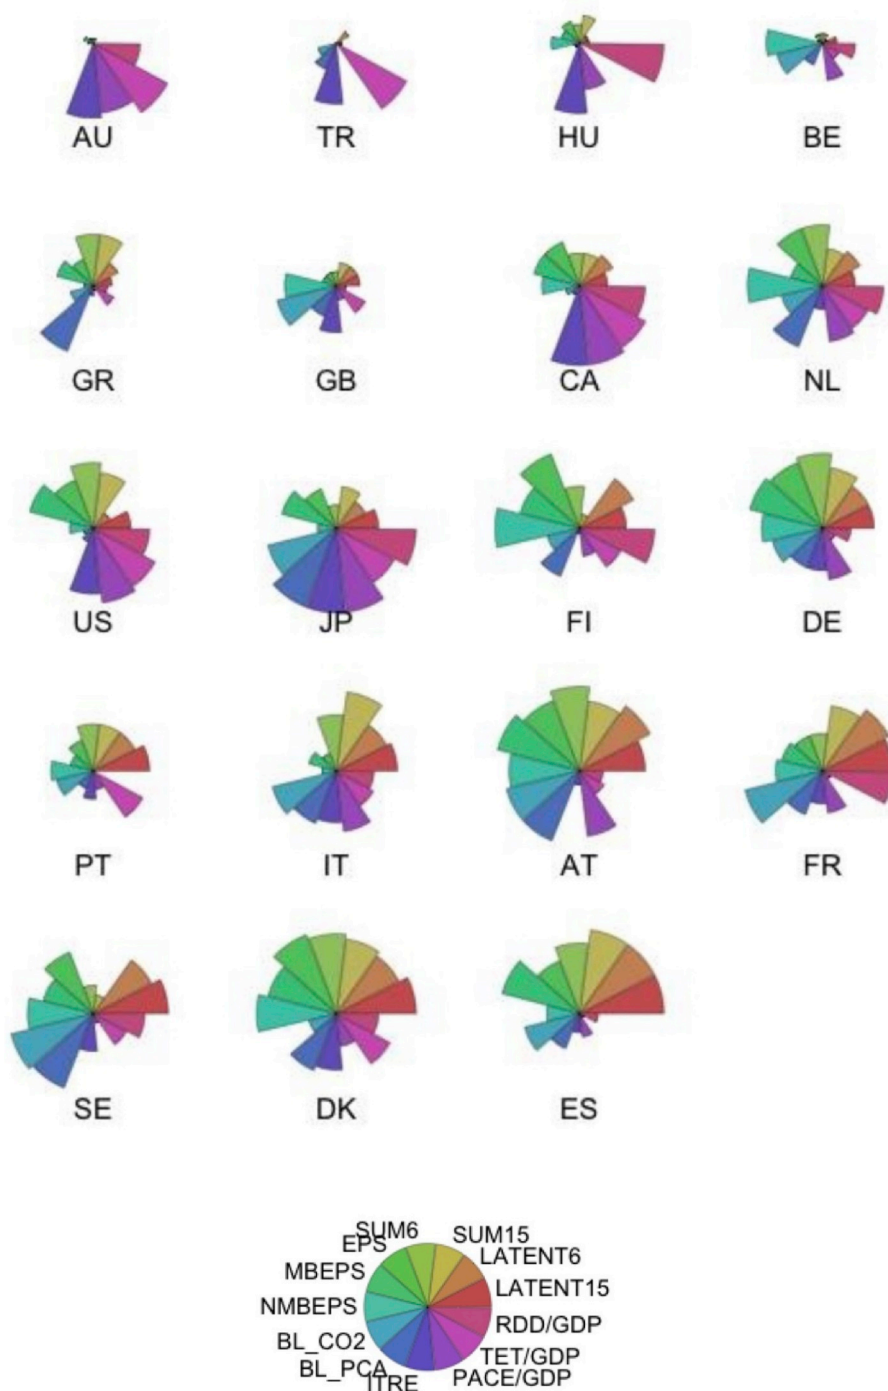 AU TR HU BE
GR GB CA NL
US JP FI DE
PT IT AT FR
SE DK ES
SUM6 SUM15
EPS LATENT6
MBEPS LATENT15
NMBEPS RDD/GDP
BL_CO2 TET/GDP
BL_PCA PACE/GDP
ITRE